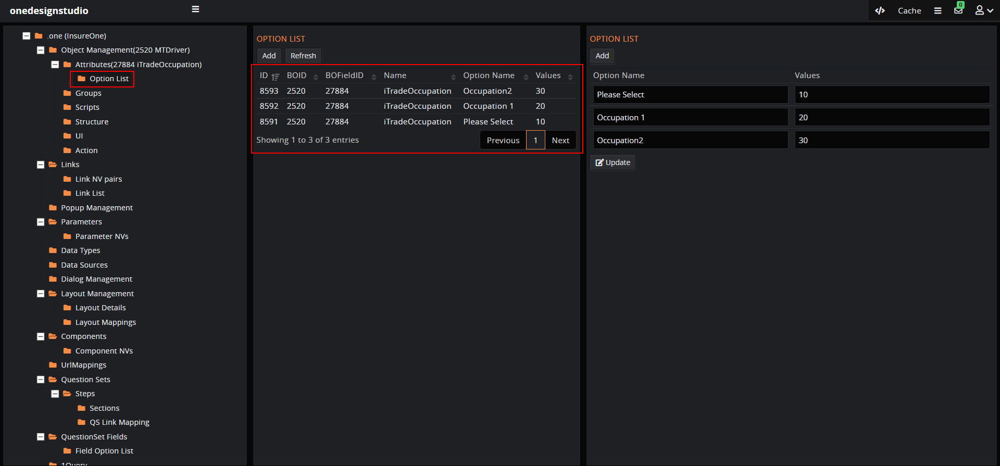 onedesignstudio
Cache
0
.one (InsureOne)
Object Management(2520 MTDriver)
Attributes(27884 iTradeOccupation)
Option List
Groups
Scripts
Structure
UI
Action
Links
Link NV pairs
Link List
Popup Management
Parameters
Parameter NVs
Data Types
Data Sources
Dialog Management
Layout Management
Layout Details
Layout Mappings
Components
Component NVs
UrlMappings
Question Sets
Steps
Sections
QS Link Mapping
QuestionSet Fields
Field Option List
1Query
OPTION LIST
Add Refresh
ID BOID BOFieldID Name Option Name Values
8593 2520 27884 iTradeOccupation Occupation2 30
8592 2520 27884 iTradeOccupation Occupation 1 20
8591 2520 27884 iTradeOccupation Please Select 10
Showing 1 to 3 of 3 entries Previous 1 Next
OPTION LIST
Add
Option Name Values
Please Select 10
Occupation 1 20
Occupation2 30
Update